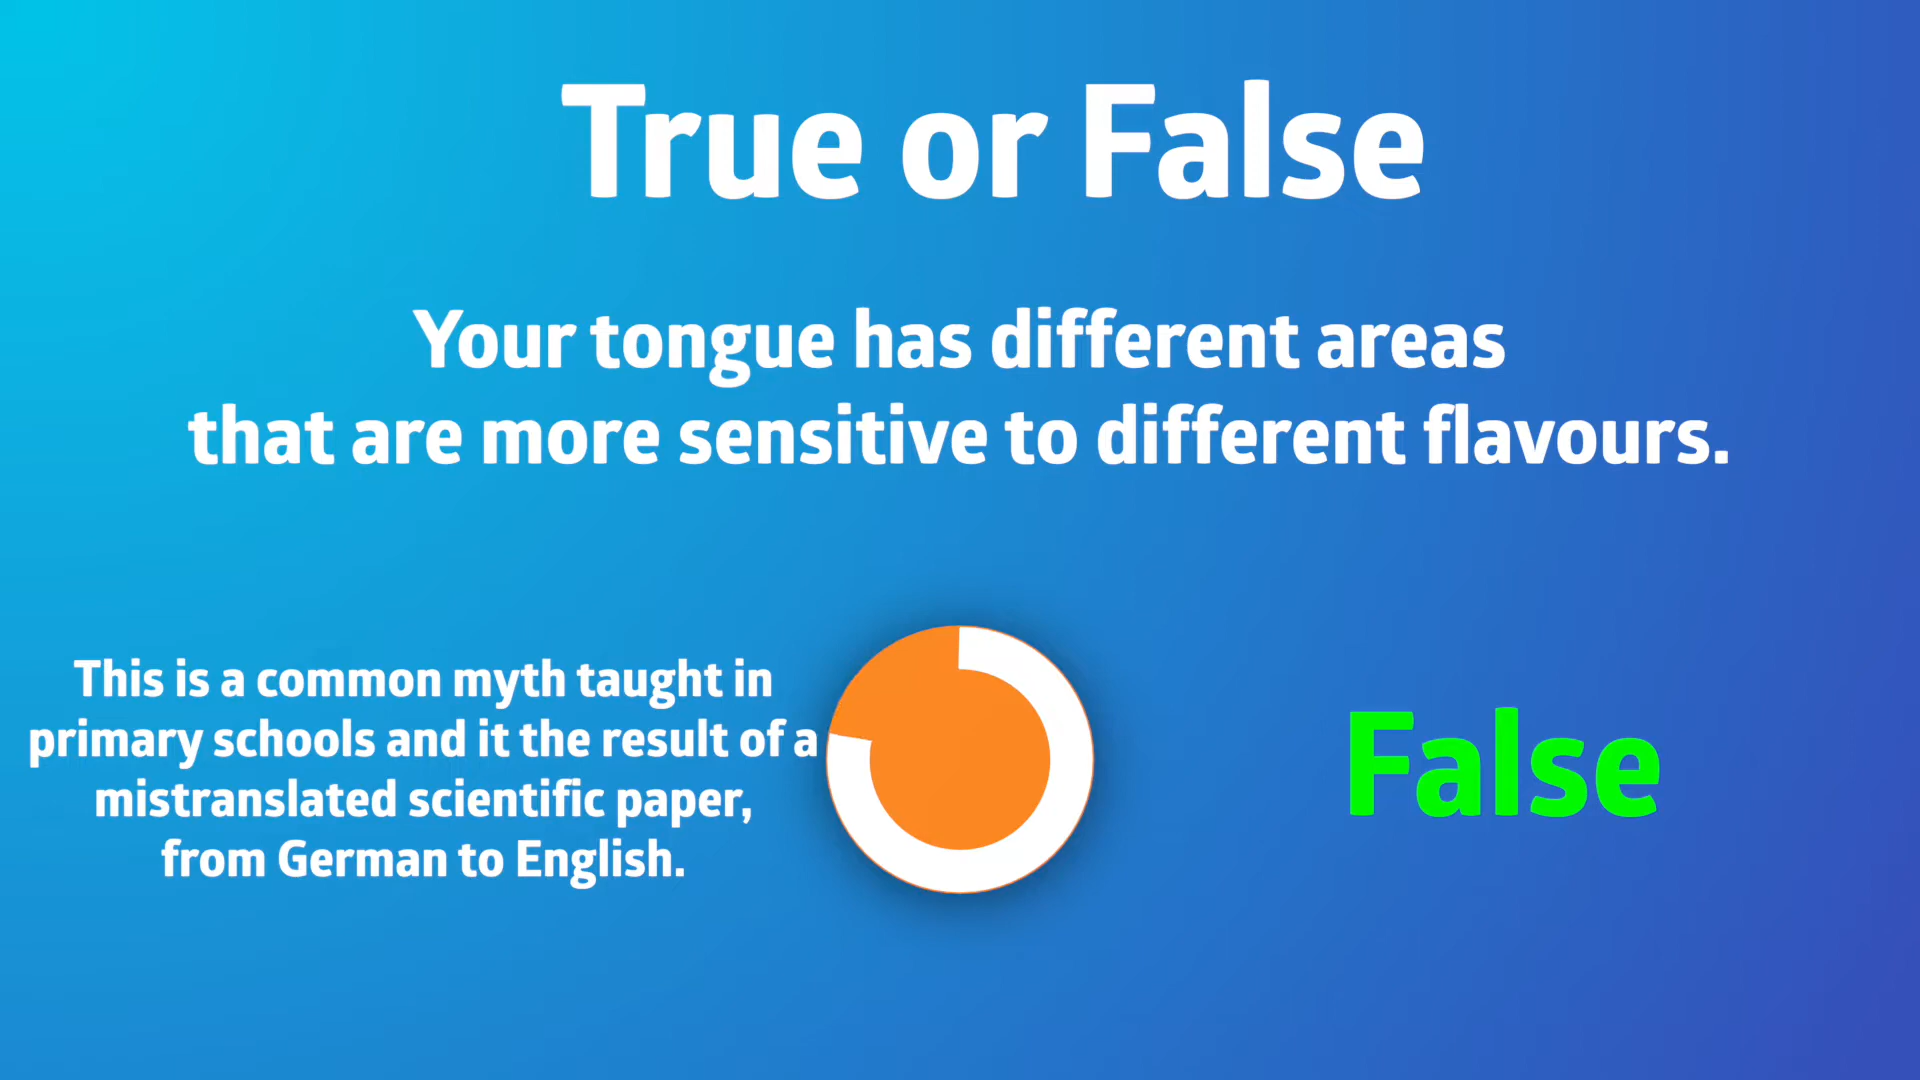 True or False
Your tongue has different areas
that are more sensitive to different flavours.
This is a common myth taught in
primary schools and it the result of a
mistranslated scientific paper,
from German to English.
False